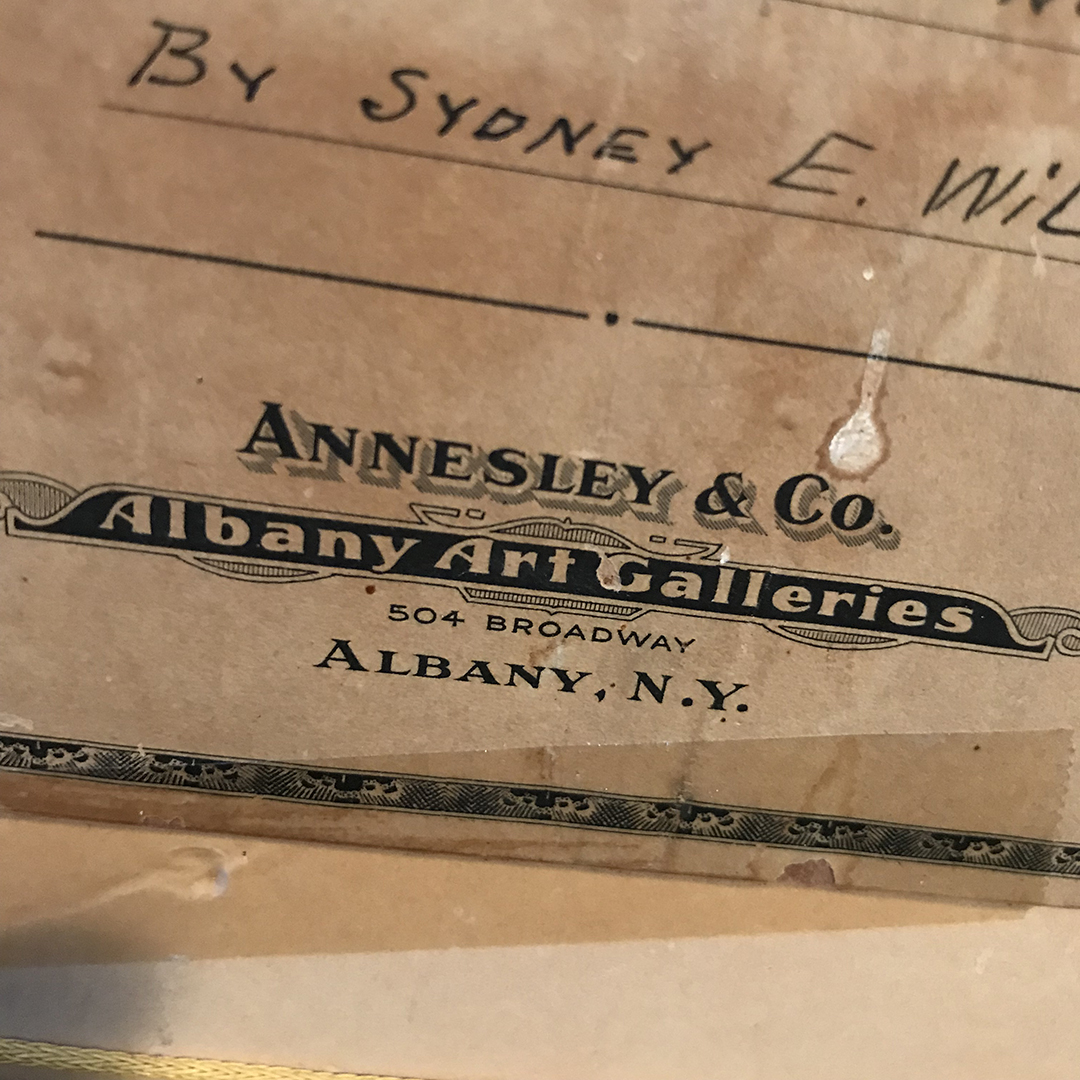 By SYDNEY E. WiL
ANNESLEY & CO.
Albany Art Galleries
504 BROADWAY
ALBANY, N.Y.